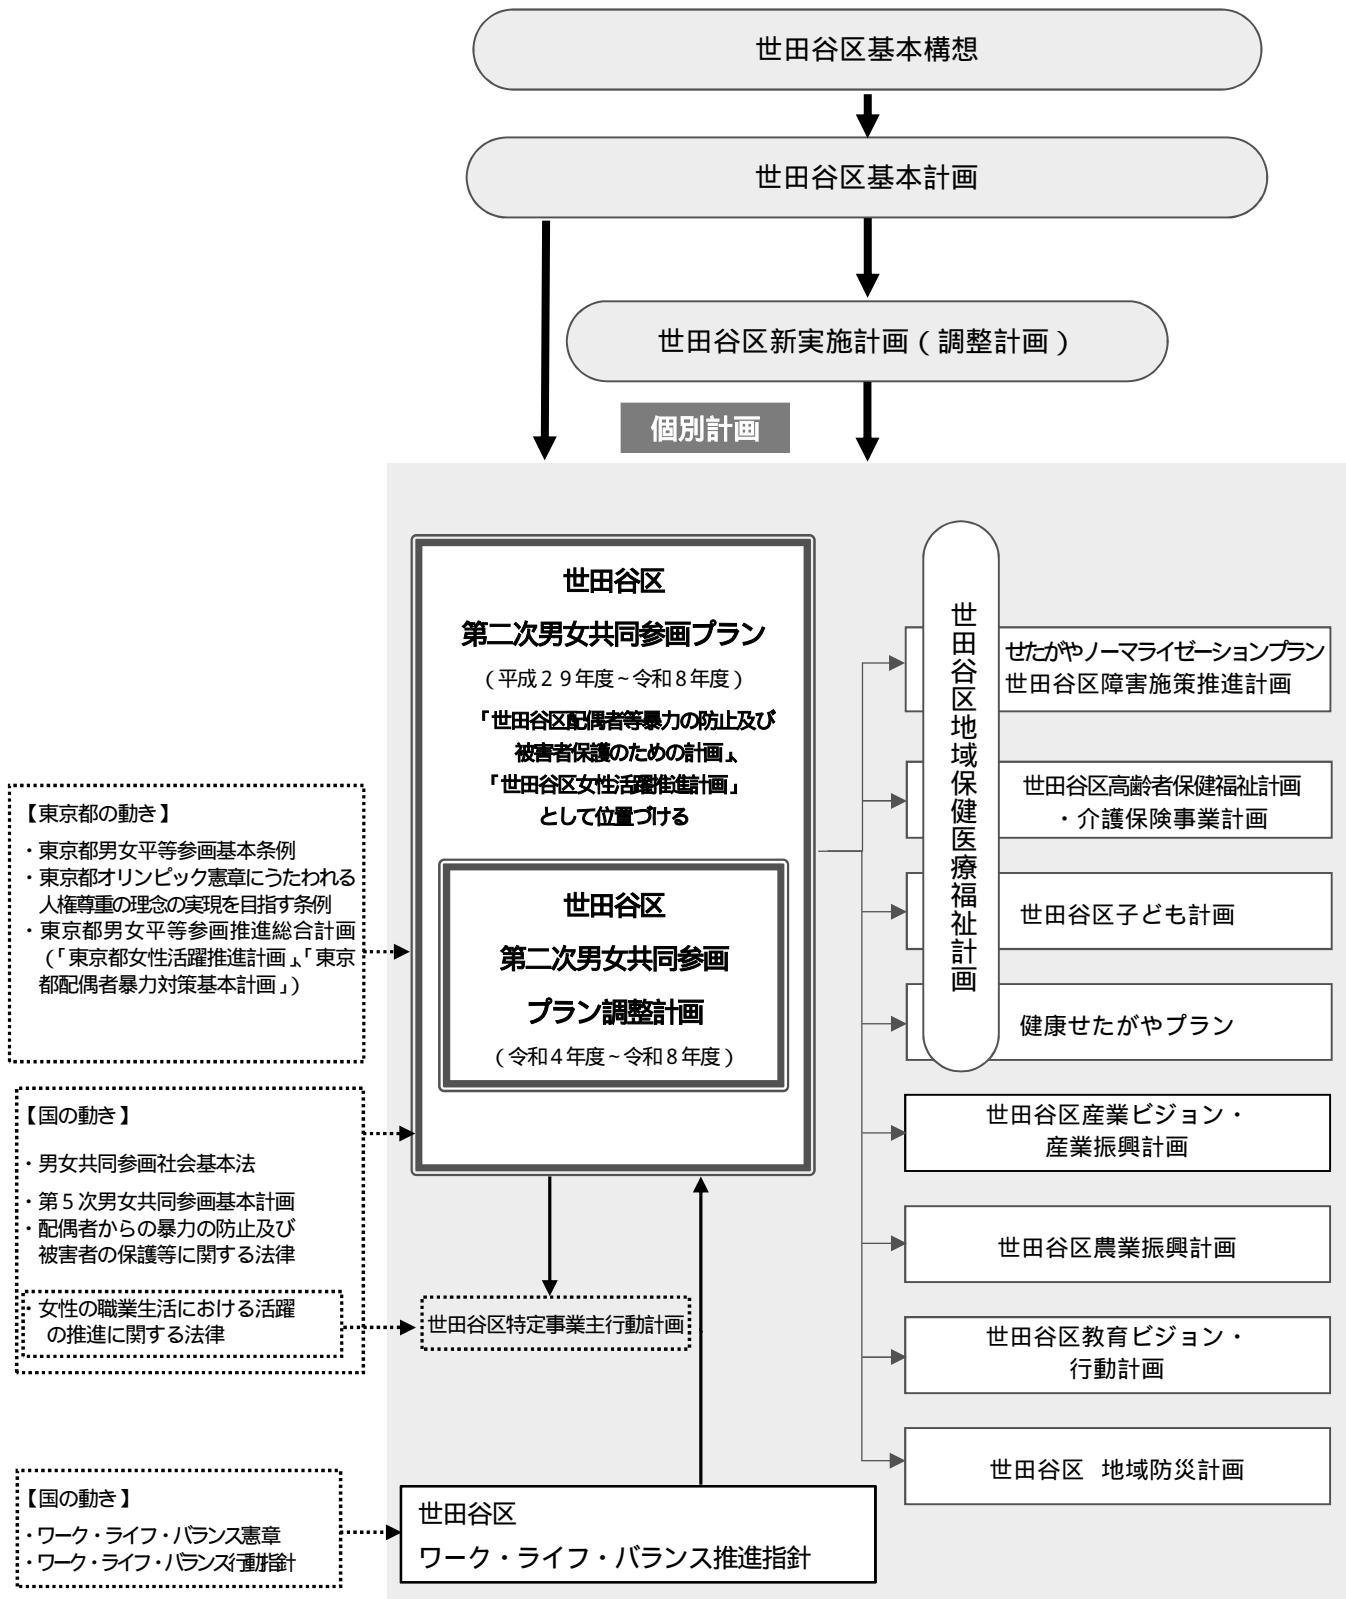 世田谷区基本構想
世田谷区基本計画
世田谷区新実施計画（調整計画）
個別計画
世田谷区
第二次男女共同参画プラン
（平成２９年度~令和８年度）
「世田谷区配偶者等暴力の防止及び
被害者保護のための計画」、
「世田谷区女性活躍推進計画」
として位置づける
世田谷区
第二次男女共同参画
プラン調整計画
（令和４年度~令和８年度）
【東京都の動き】
・東京都男女平等参画基本条例
・東京都オリンピック憲章にうたわれる
人権尊重の理念の実現を目指す条例
・東京都男女平等参画推進総合計画
（「東京都女性活躍推進計画」、「東京
都配偶者暴力対策基本計画」）
【国の動き】
・男女共同参画社会基本法
・第５次男女共同参画基本計画
・配偶者からの暴力の防止及び
被害者の保護等に関する法律
・女性の職業生活における活躍
の推進に関する法律
世田谷区特定事業主行動計画
【国の動き】
・ワーク・ライフ・バランス憲章
・ワーク・ライフ・バランス行動指針
世田谷区
ワーク・ライフ・バランス推進指針
世田谷区地域保健医療福祉計画
せたがやノーマライゼーションプラン
世田谷区障害施策推進計画
世田谷区高齢者保健福祉計画
・介護保険事業計画
世田谷区子ども計画
健康せたがやプラン
世田谷区産業ビジョン・
産業振興計画
世田谷区農業振興計画
世田谷区教育ビジョン・
行動計画
世田谷区　地域防災計画